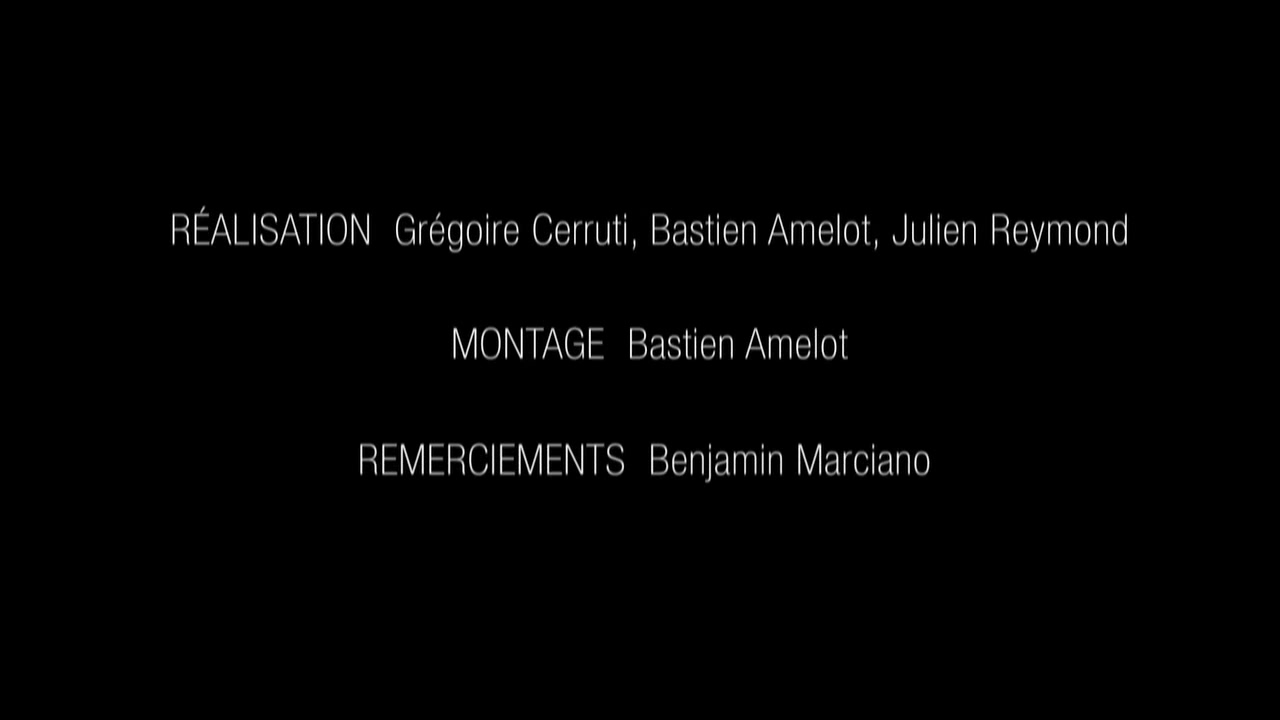 RÉALISATION Grégoire Cerruti, Bastien Amelot, Julien Reymond
MONTAGE Bastien Amelot
REMERCIEMENTS Benjamin Marciano